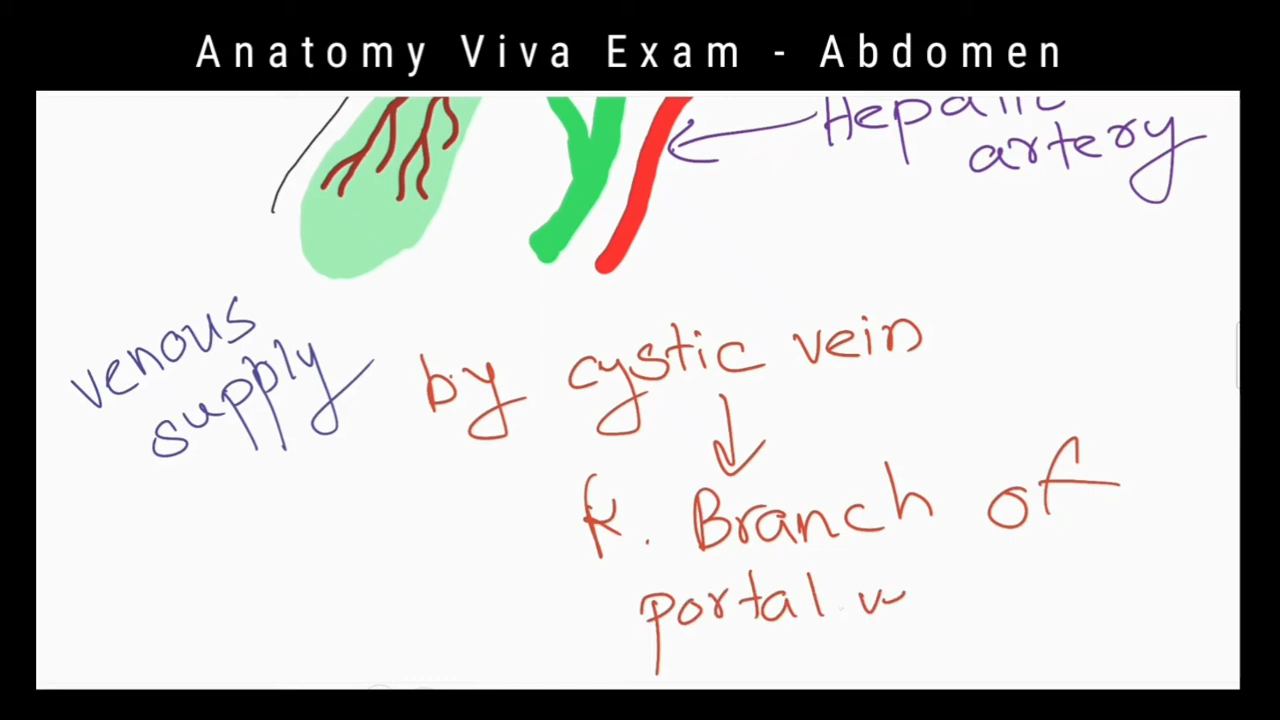 Anatomy Viva Exam - Abdomen
Hepatic
artery
venous
supply
by cystic vein
R. Branch of
portal v